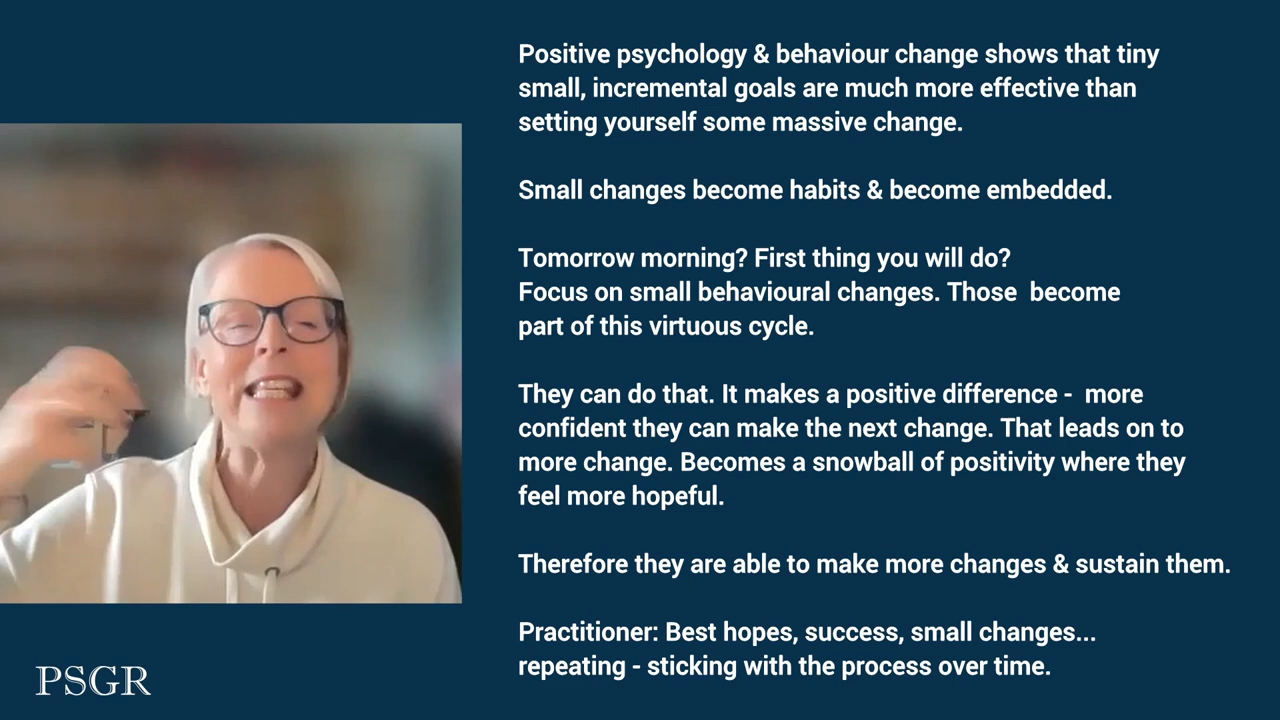 Positive psychology & behaviour change shows that tiny
small, incremental goals are much more effective than
setting yourself some massive change.
Small changes become habits & become embedded.
Tomorrow morning? First thing you will do?
Focus on small behavioural changes. Those  become
part of this virtuous cycle.
They can do that. It makes a positive difference -  more
confident they can make the next change. That leads on to
more change. Becomes a snowball of positivity where they
feel more hopeful.
Therefore they are able to make more changes & sustain them.
Practitioner: Best hopes, success, small changes...
repeating - sticking with the process over time.
PSGR